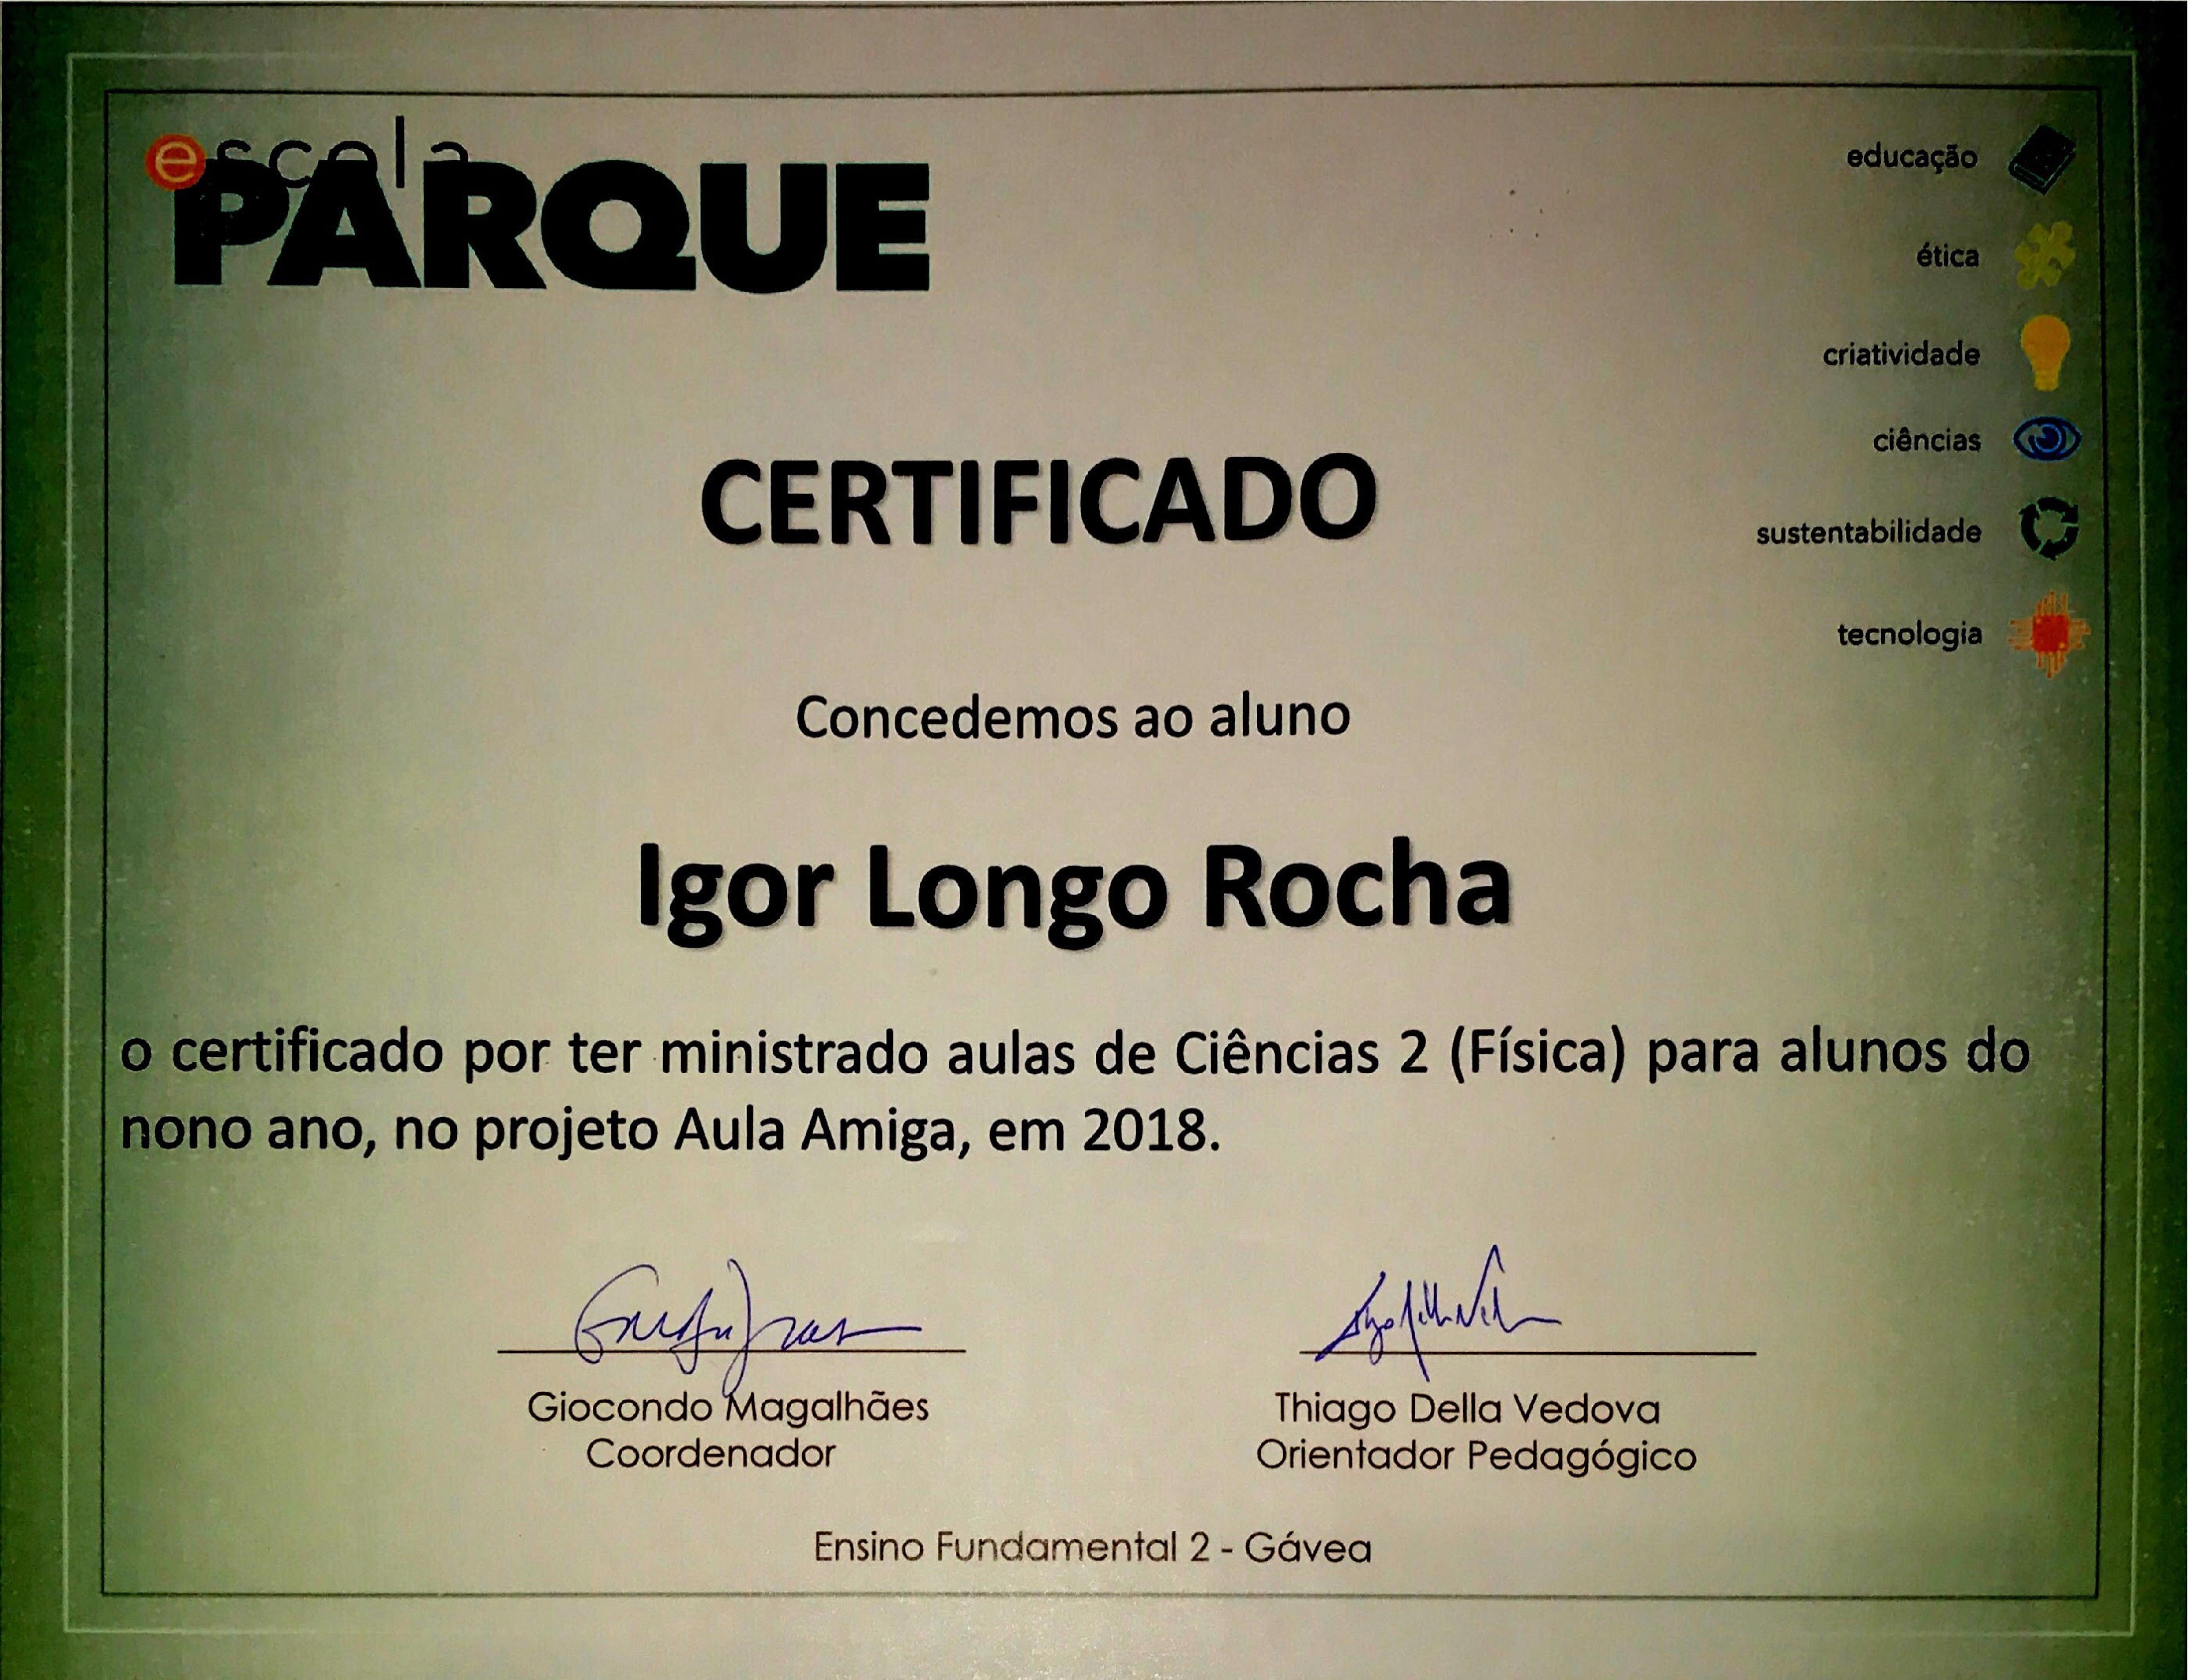 escola
PARQUE
educação
ética
criatividade
ciências
sustentabilidade
tecnologia
CERTIFICADO
Concedemos ao aluno
Igor Longo Rocha
o certificado por ter ministrado aulas de Ciências 2 (Física) para alunos do
nono ano, no projeto Aula Amiga, em 2018.
Giocondo Magalhães
Coordenador
Thiago Della Vedova
Orientador Pedagógico
Ensino Fundamental 2 - Gávea